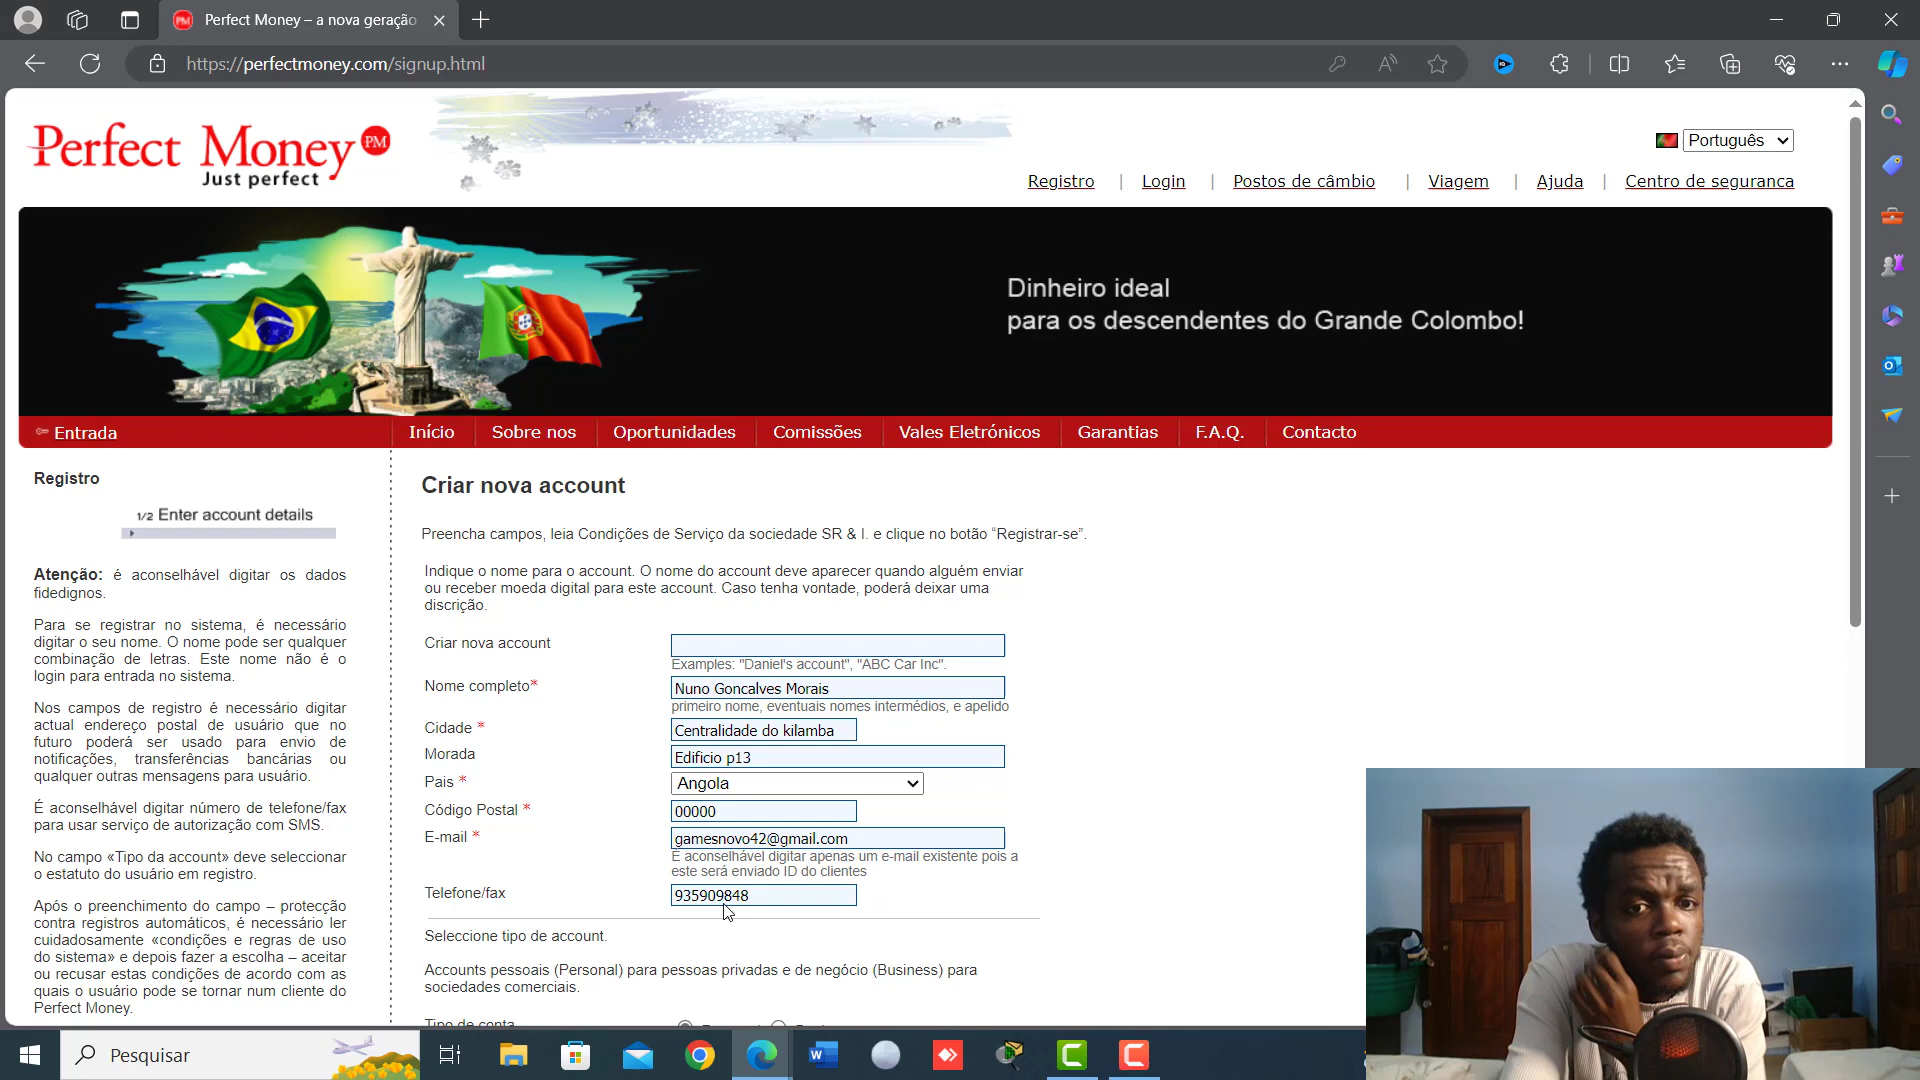 Perfect Money – a nova geração
https://perfectmoney.com/signup.html
Perfect Money PM
Just perfect
Português
Registro | Login | Postos de câmbio | Viagem | Ajuda | Centro de seguranca
Dinheiro ideal
para os descendentes do Grande Colombo!
Entrada
Início Sobre nos Oportunidades Comissões Vales Eletrónicos Garantias F.A.Q. Contacto
Registro
1/2 Enter account details
Atenção: é aconselhável digitar os dados
fidedignos.
Para se registrar no sistema, é necessário
digitar o seu nome. O nome pode ser qualquer
combinação de letras. Este nome não é o
login para entrada no sistema.
Nos campos de registro é necessário digitar
actual endereço postal de usuário que no
futuro poderá ser usado para envio de
notificações, transferências bancárias ou
qualquer outras mensagens para usuário.
É aconselhável digitar número de telefone/fax
para usar serviço de autorização com SMS.
No campo «Tipo da account» deve seleccionar
o estatuto do usuário em registro.
Após o preenchimento do campo – protecção
contra registros automáticos, é necessário ler
cuidadosamente «condições e regras de uso
do sistema» e depois fazer a escolha – aceitar
ou recusar estas condições de acordo com as
quais o usuário pode se tornar num cliente do
Perfect Money.
Criar nova account
Preencha campos, leia Condições de Serviço da sociedade SR & I. e clique no botão “Registrar-se”.
Indique o nome para o account. O nome do account deve aparecer quando alguém enviar
ou receber moeda digital para este account. Caso tenha vontade, poderá deixar uma
discrição.
Criar nova account
Examples: "Daniel's account", "ABC Car Inc".
Nome completo* Nuno Goncalves Morais
primeiro nome, eventuais nomes intermédios, e apelido
Cidade * Centralidade do kilamba
Morada Edificio p13
Pais * Angola
Código Postal * 00000
E-mail * gamesnovo42@gmail.com
É aconselhável digitar apenas um e-mail existente pois a
este será enviado ID do clientes
Telefone/fax 935909848
Seleccione tipo de account.
Accounts pessoais (Personal) para pessoas privadas e de negócio (Business) para
sociedades comerciais.
Tipo de conta
Pesquisar